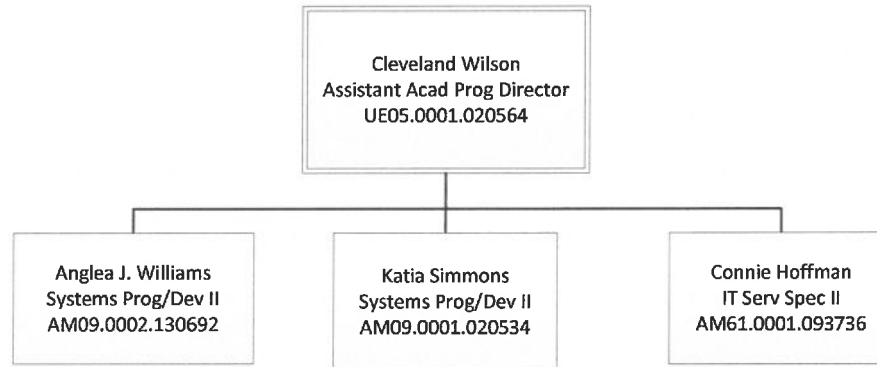 Cleveland Wilson
Assistant Acad Prog Director
UE05.0001.020564
Anglea J. Williams
Systems Prog/Dev II
AM09.0002.130692
Katia Simmons
Systems Prog/Dev II
AM09.0001.020534
Connie Hoffman
IT Serv Spec II
AM61.0001.093736